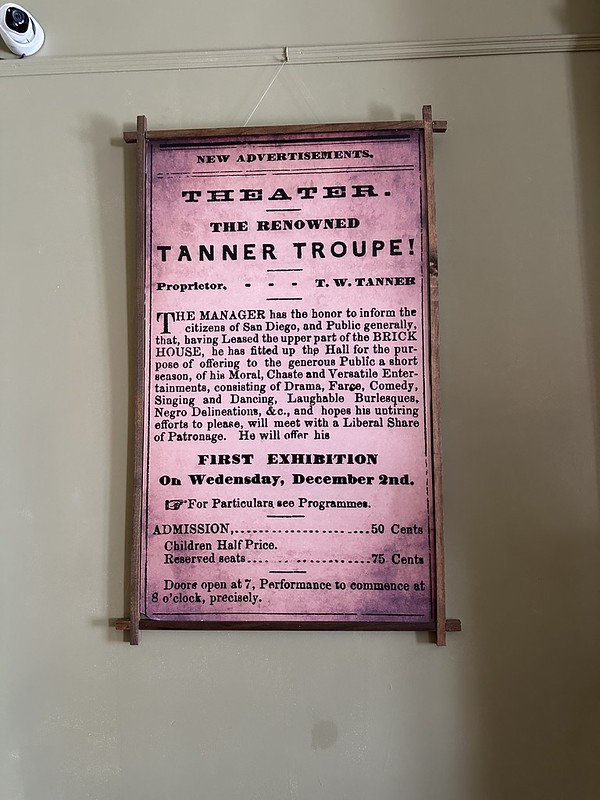 NEW ADVERTISEMENTS.
THEATER.
THE RENOWNED
TANNER TROUPE!
Proprietor, - - - T. W. TANNER
THE MANAGER has the honor to inform the
citizens of San Diego, and Public generally,
that, having Leased the upper part of the BRICK
HOUSE, he has fitted up the Hall for the pur-
pose of offering to the generous Public a short
season, of his Moral, Chaste and Versatile Enter-
tainments, consisting of Drama, Farce, Comedy,
Singing and Dancing, Laughable Burlesques,
Negro Delineations, &c., and hopes his untiring
efforts to please, will meet with a Liberal Share
of Patronage. He will offer his
FIRST EXHIBITION
On Wedensday, December 2nd.
☞For Particulars see Programmes.
ADMISSION,........................50 Cents
Children Half Price.
Reserved seats........................75 Cents
Doors open at 7, Performance to commence at
8 o'clock, precisely.